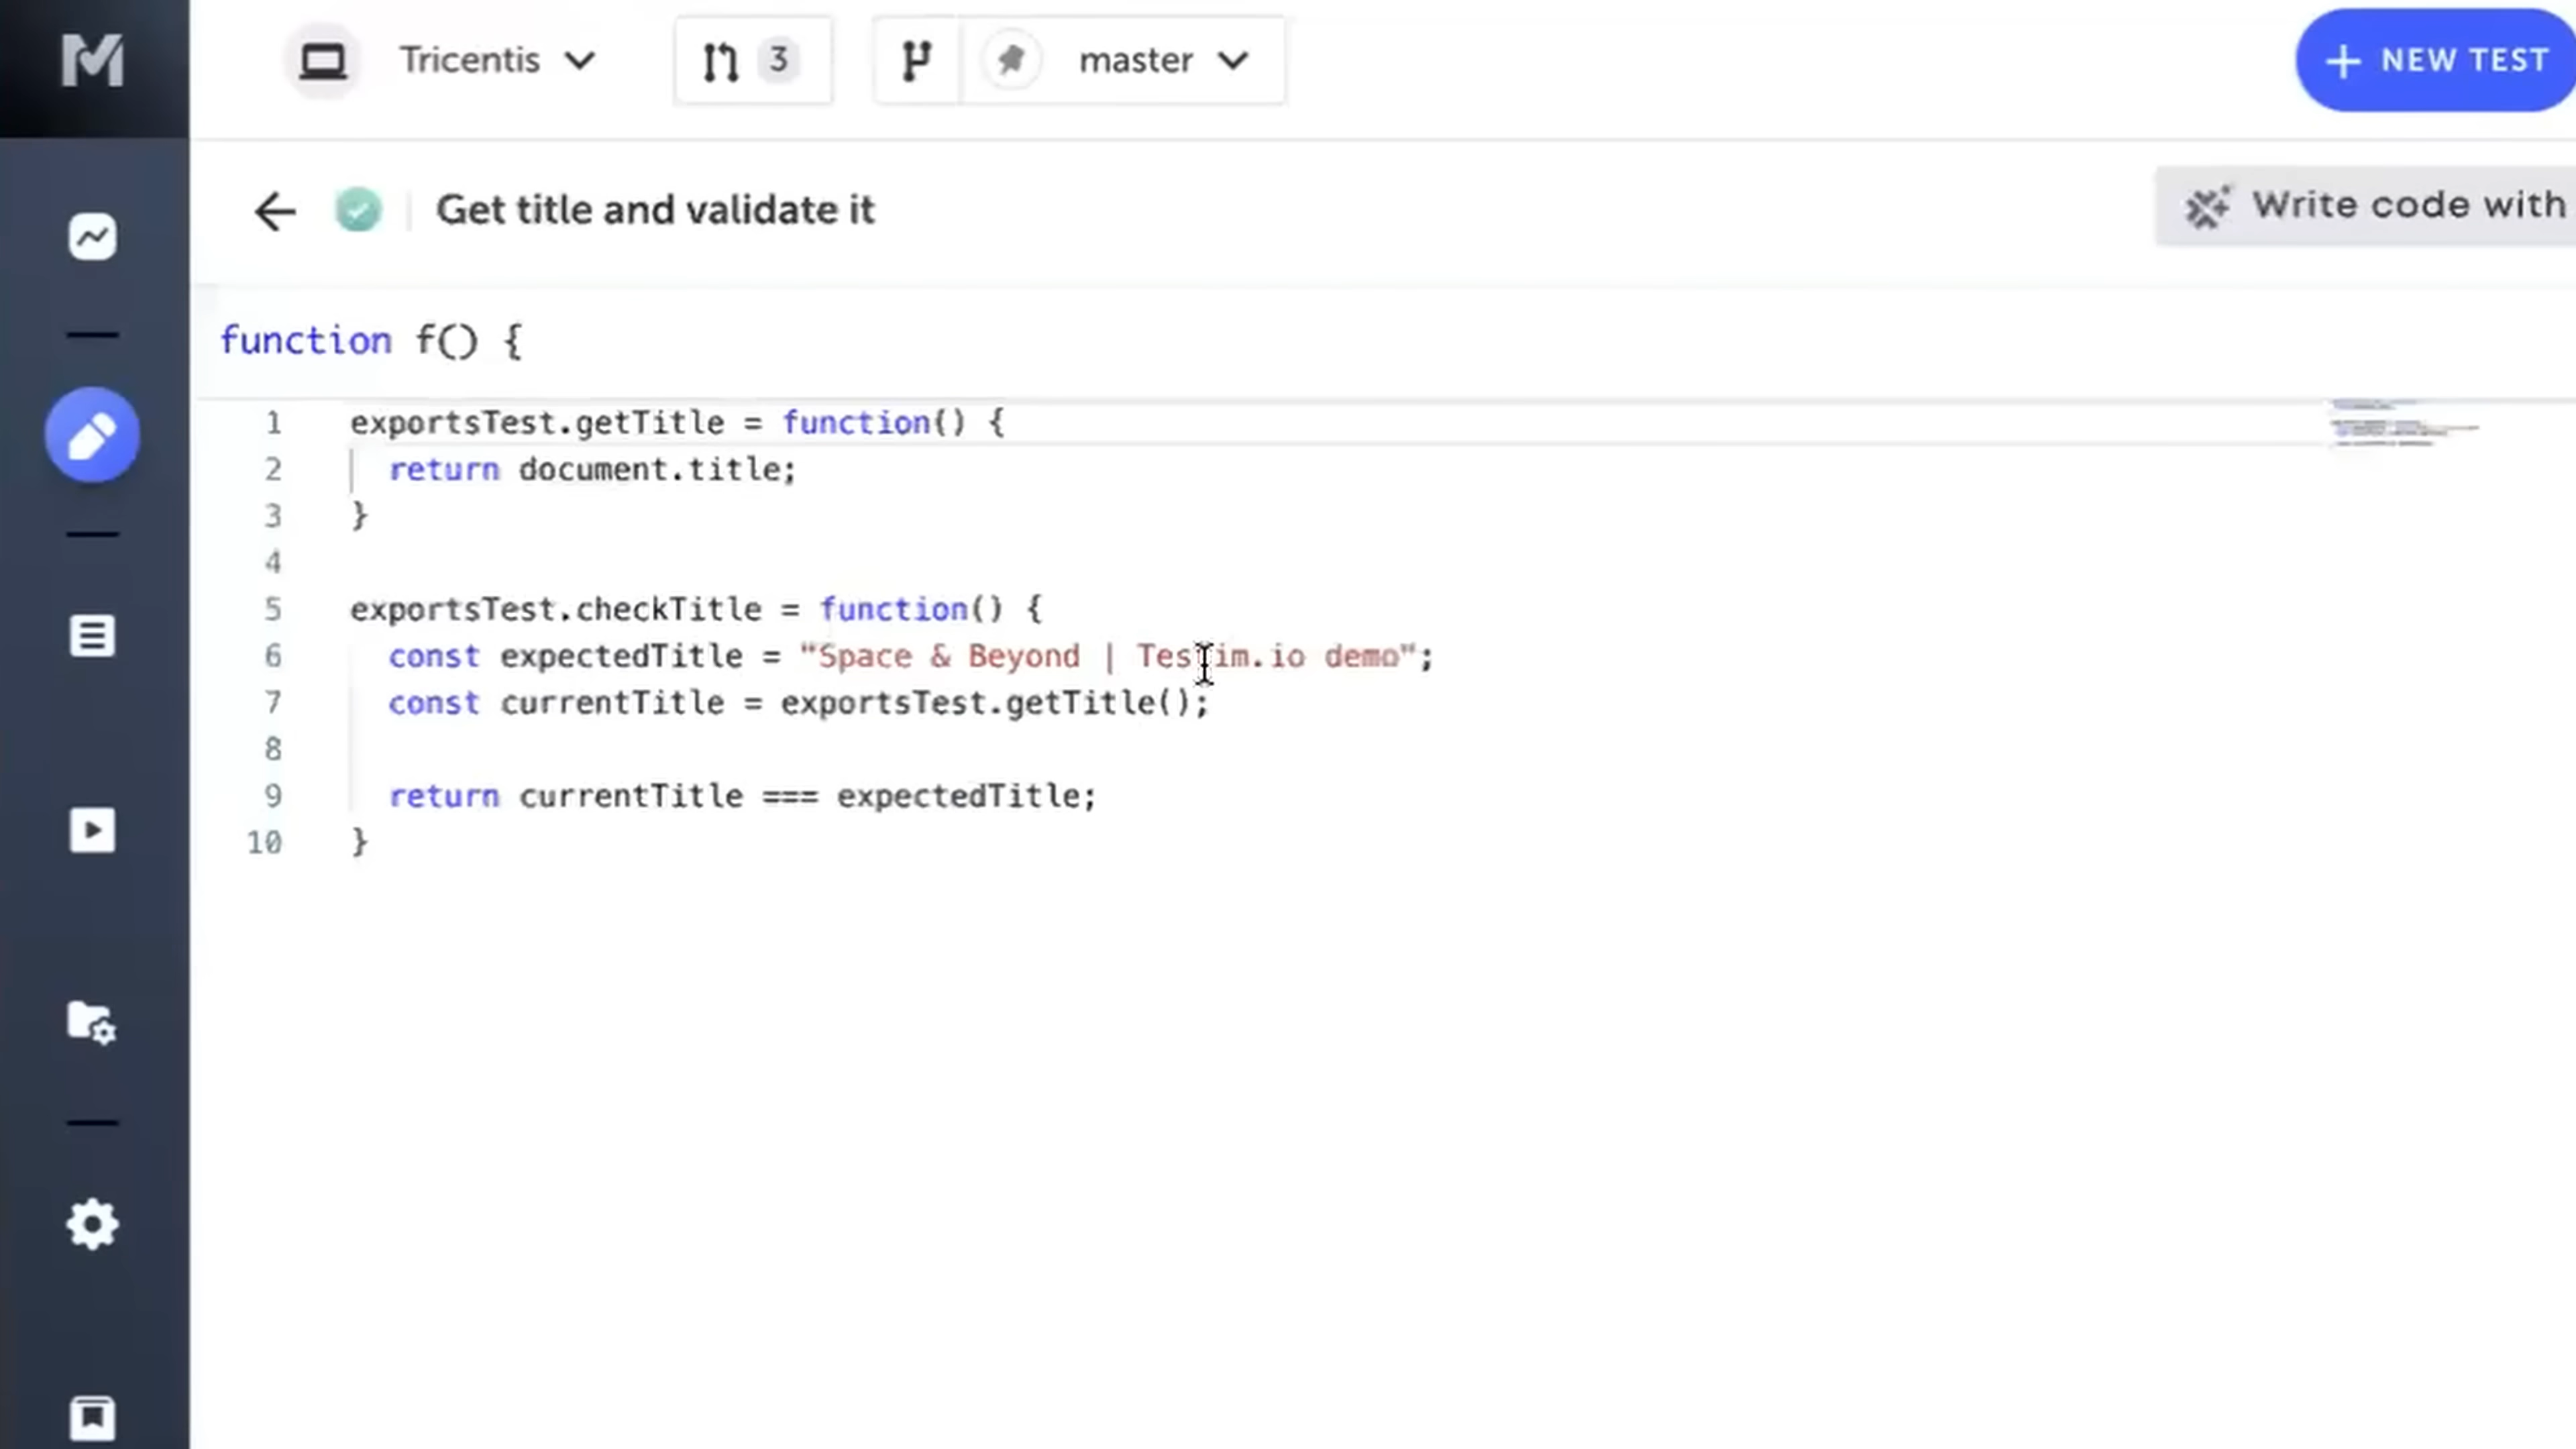 Tricentis
3
master
+ NEW TEST
Get title and validate it
Write code with
function f() {
1 exportsTest.getTitle = function() {
2 return document.title;
3 }
4
5 exportsTest.checkTitle = function() {
6 const expectedTitle = "Space & Beyond | Testim.io demo";
7 const currentTitle = exportsTest.getTitle();
8
9 return currentTitle === expectedTitle;
10 }